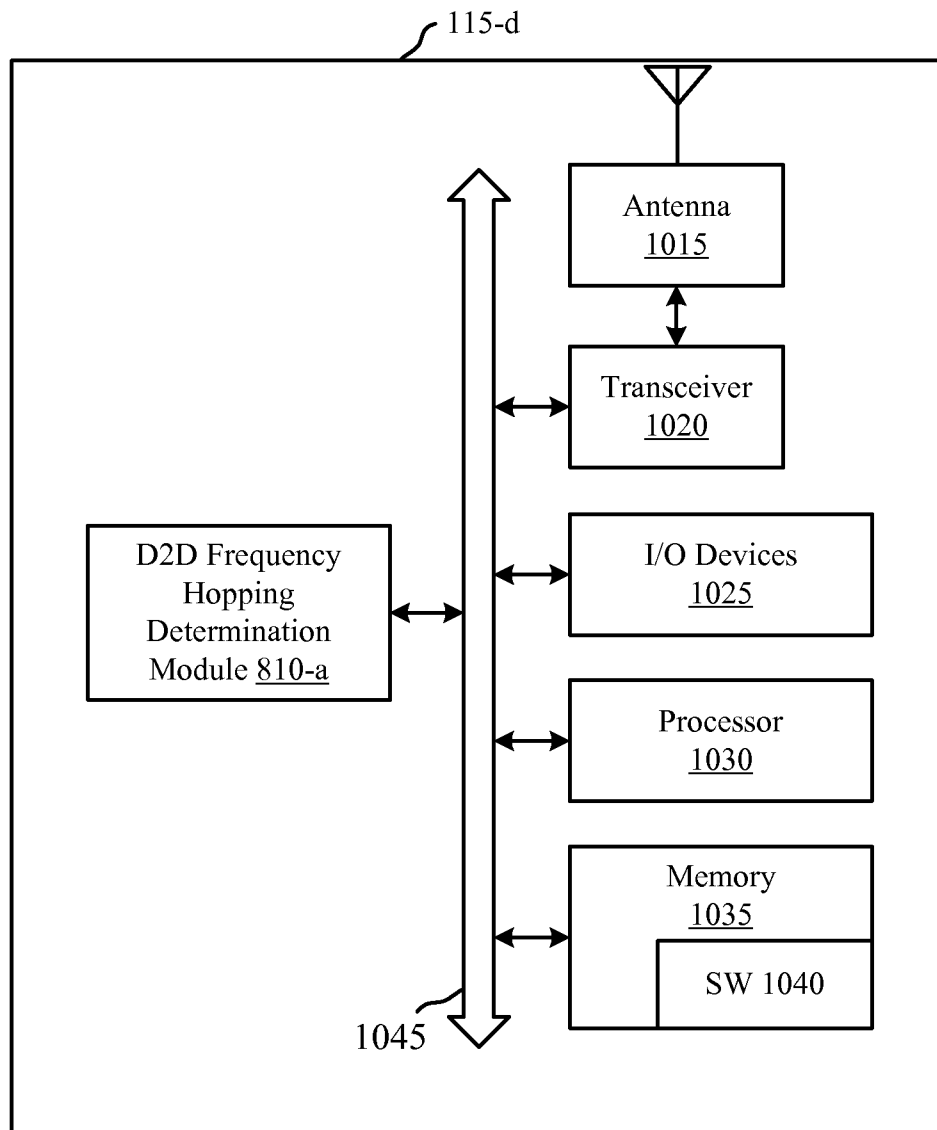 115-d
Antenna
1015
Transceiver
1020
D2D Frequency
Hopping
Determination
Module 810-a
I/O Devices
1025
Processor
1030
Memory
1035
SW 1040
1045